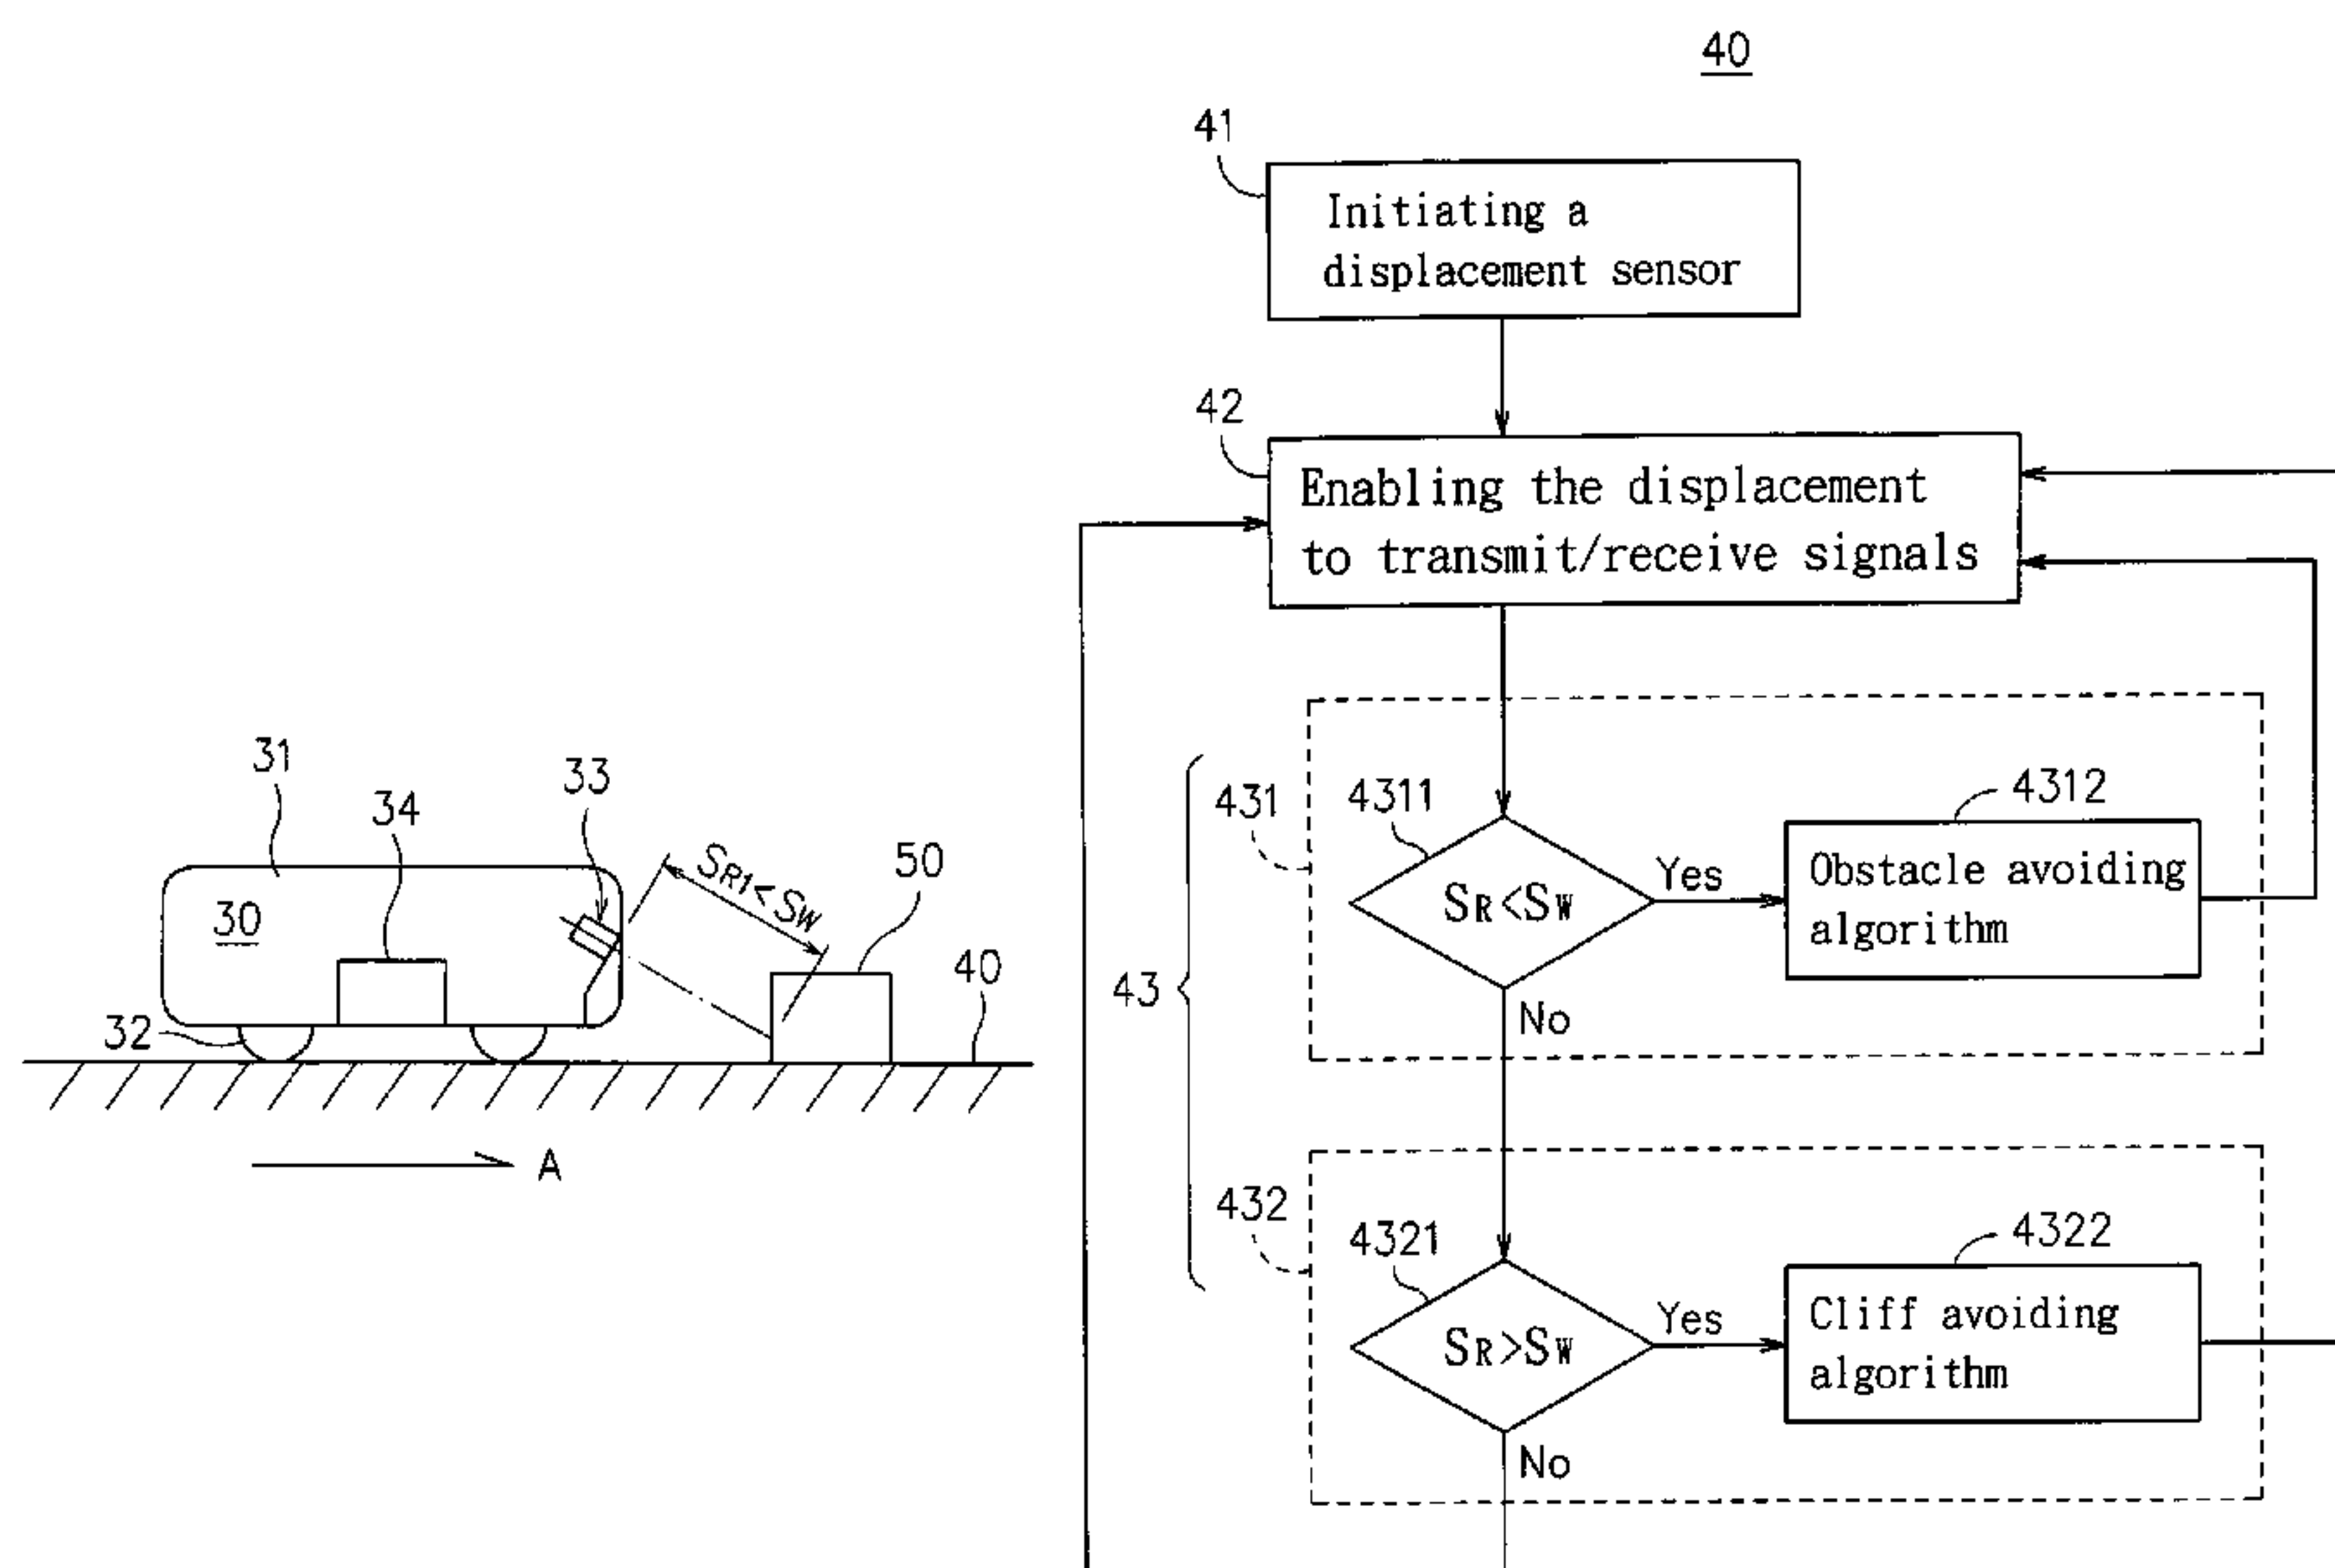 40
41
Initiating a
displacement sensor
42
Enabling the displacement
to transmit/receive signals
31
34
33
SR1<SW
50
30
40
32
A
43
431
4311
SR<SW
Yes
4312
Obstacle avoiding
algorithm
No
432
4321
SR>SW
Yes
4322
Cliff avoiding
algorithm
No